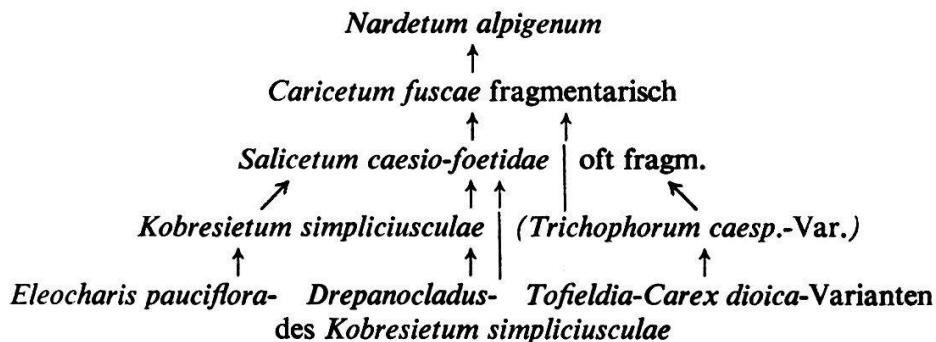 Nardetum alpigenum
Caricetum fuscae fragmentarisch
Salicetum caesio-foetidae oft fragm.
Kobresietum simpliciusculae (Trichophorum caesp.-Var.)
Eleocharis pauciflora- Drepanocladus- Tofieldia-Carex dioica-Varianten
des Kobresietum simpliciusculae